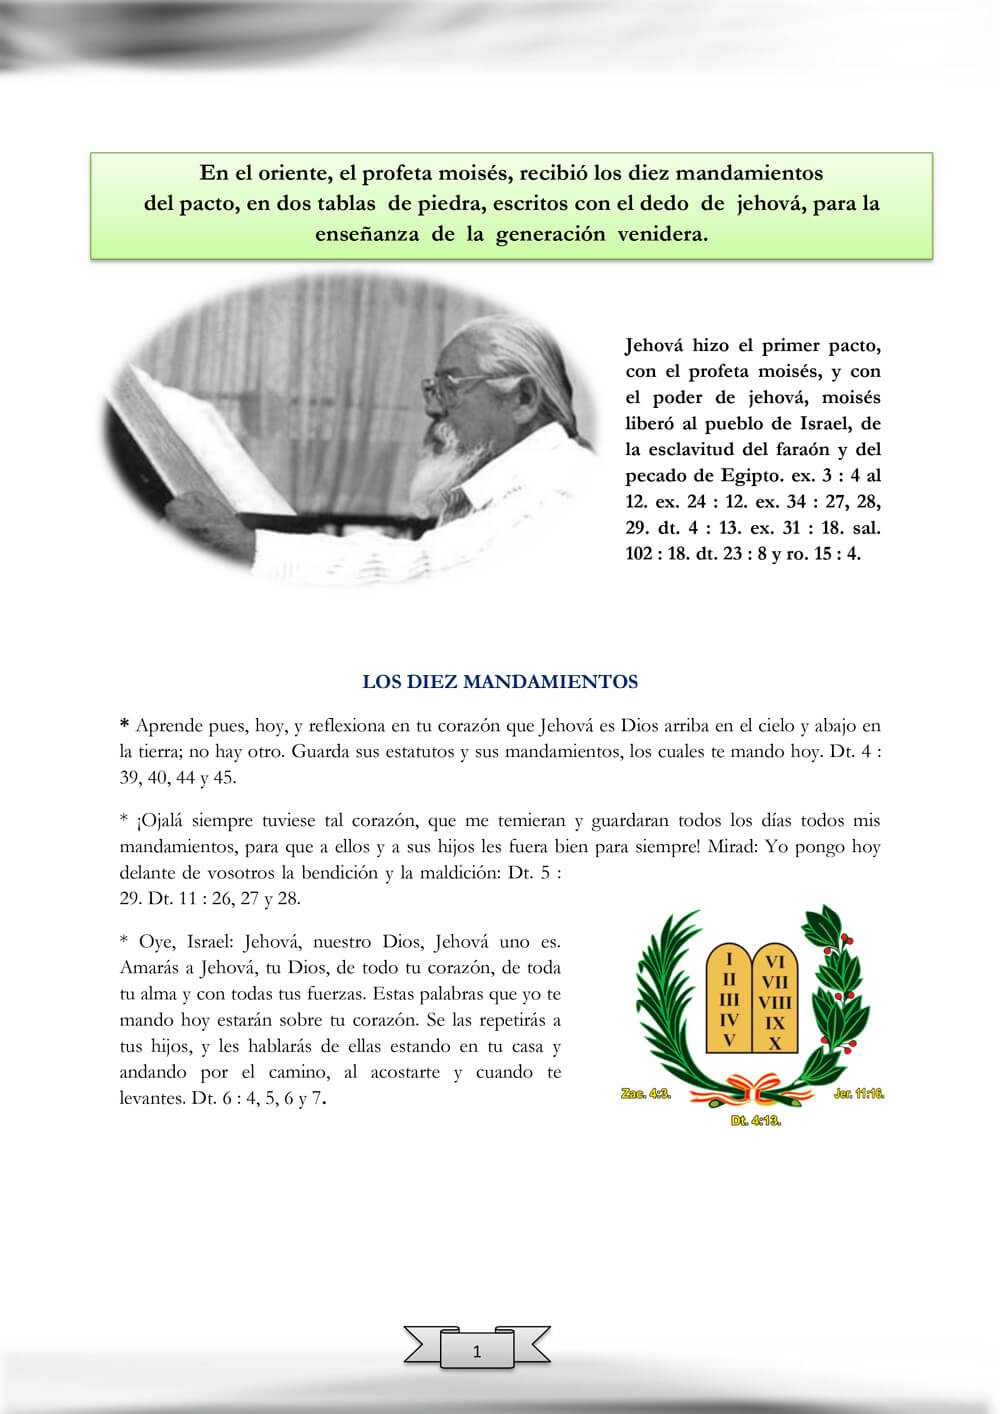 En el oriente, el profeta moisés, recibió los diez mandamientos
del pacto, en dos tablas de piedra, escritos con el dedo de jehová, para la
enseñanza de la generación venidera.
Jehová hizo el primer pacto,
con el profeta moisés, y con
el poder de jehová, moisés
liberó al pueblo de Israel, de
la esclavitud del faraón y del
pecado de Egipto. ex. 3 : 4 al
12. ex. 24 : 12. ex. 34 : 27, 28,
29. dt. 4 : 13. ex. 31 : 18. sal.
102 : 18. dt. 23 : 8 y ro. 15 : 4.
LOS DIEZ MANDAMIENTOS
* Aprende pues, hoy, y reflexiona en tu corazón que Jehová es Dios arriba en el cielo y abajo en
la tierra; no hay otro. Guarda sus estatutos y sus mandamientos, los cuales te mando hoy. Dt. 4 :
39, 40, 44 y 45.
* ¡Ojalá siempre tuviese tal corazón, que me temieran y guardaran todos los días todos mis
mandamientos, para que a ellos y a sus hijos les fuera bien para siempre! Mirad: Yo pongo hoy
delante de vosotros la bendición y la maldición: Dt. 5 :
29. Dt. 11 : 26, 27 y 28.
* Oye, Israel: Jehová, nuestro Dios, Jehová uno es.
Amarás a Jehová, tu Dios, de todo tu corazón, de toda
tu alma y con todas tus fuerzas. Estas palabras que yo te
mando hoy estarán sobre tu corazón. Se las repetirás a
tus hijos, y les hablarás de ellas estando en tu casa y
andando por el camino, al acostarte y cuando te
levantes. Dt. 6 : 4, 5, 6 y 7.
I VI
II VII
III VIII
IV IX
V X
Zac. 4:3. Jer. 11:16.
Dt. 4:13.
1